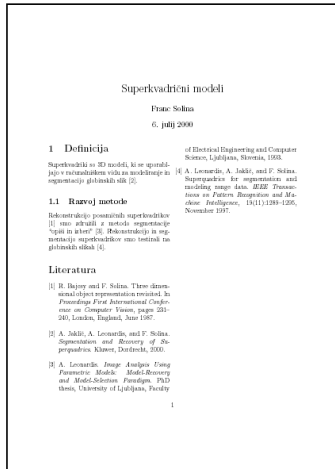 Superkvadrični modeli
Franc Solina
6. julij 2000
1 Definicija
Superkvadriki so 3D modeli, ki se uporabl-
jajo v računalniškem vidu za modeliranje in
segmentacijo globinskih slik [2].
1.1 Razvoj metode
Rekonstrukcijo posamičnih superkvadrikov
[1] smo združili z metodo segmentacije
"opiši in izberi" [3]. Rekonstrukcijo in seg-
mentacijo superkvadrikov smo testirali na
globinskih slikah [4].
Literatura
[1] R. Bajcsy and F. Solina. Three dimen-
sional object representation revisited. In
Proceedings First International Confer-
ence on Computer Vision, pages 231–
240, London, England, June 1987.
[2] A. Jaklič, A. Leonardis, and F. Solina.
Segmentation and Recovery of Su-
perquadrics. Kluwer, Dordrecht, 2000.
[3] A. Leonardis. Image Analysis Using
Parametric Models: Model-Recovery
and Model-Selection Paradigm. PhD
thesis, University of Ljubljana, Faculty
of Electrical Engineering and Computer
Science, Ljubljana, Slovenia, 1993.
[4] A. Leonardis, A. Jaklič, and F. Solina.
Superquadrics for segmentation and
modeling range data. IEEE Transac-
tions on Pattern Recognition and Ma-
chine Intelligence, 19(11):1289–1295,
November 1997.
1